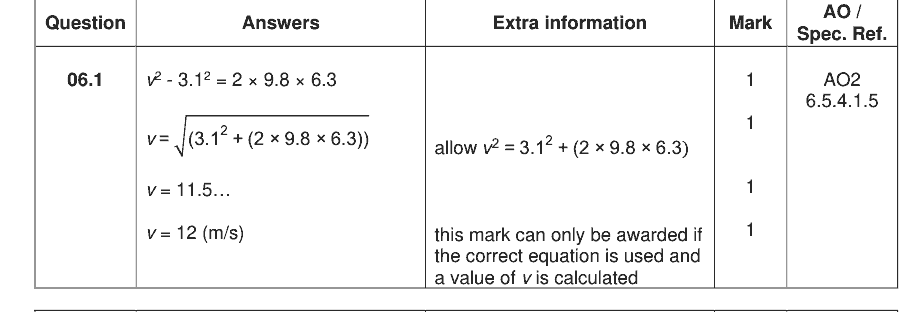 Question Answers Extra information Mark AO /
Spec. Ref.
06.1 v² - 3.1² = 2 × 9.8 × 6.3 1 AO2
6.5.4.1.5
v = √(3.1² + (2 × 9.8 × 6.3)) 1
allow v² = 3.1² + (2 × 9.8 × 6.3)
v = 11.5... 1
v = 12 (m/s) 1
this mark can only be awarded if
the correct equation is used and
a value of v is calculated